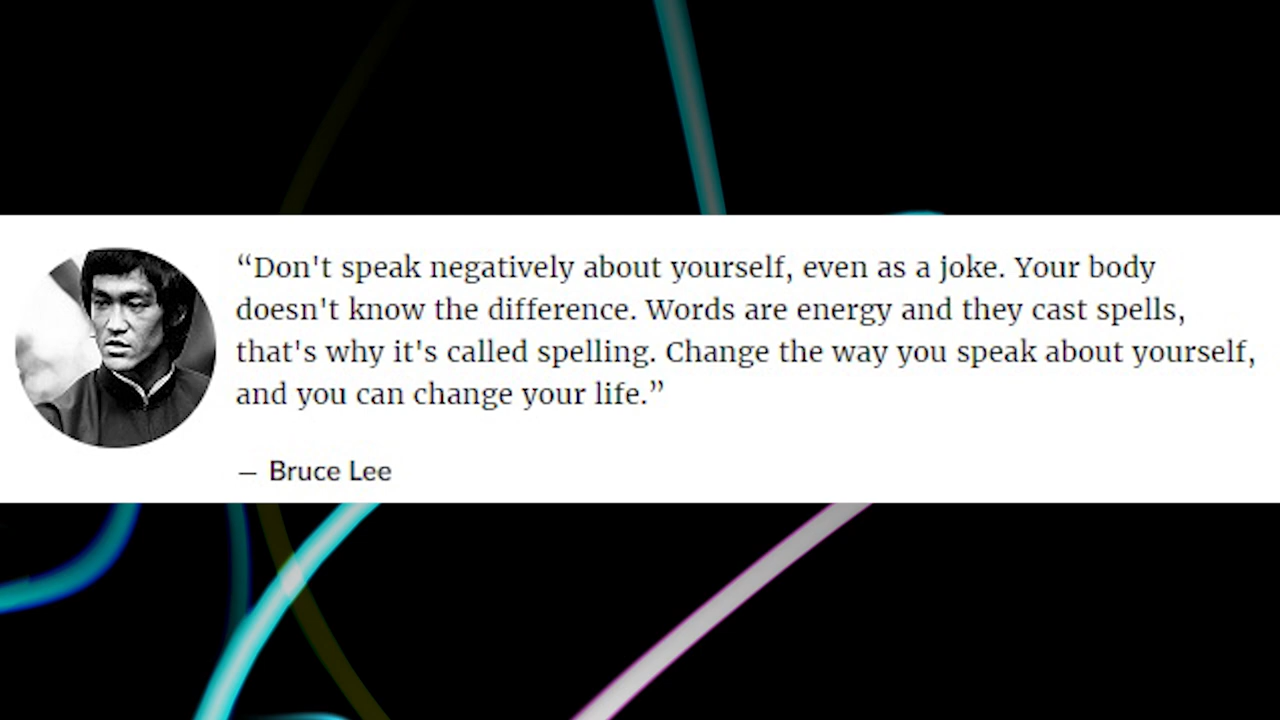 “Don't speak negatively about yourself, even as a joke. Your body
doesn't know the difference. Words are energy and they cast spells,
that's why it's called spelling. Change the way you speak about yourself,
and you can change your life.”
— Bruce Lee